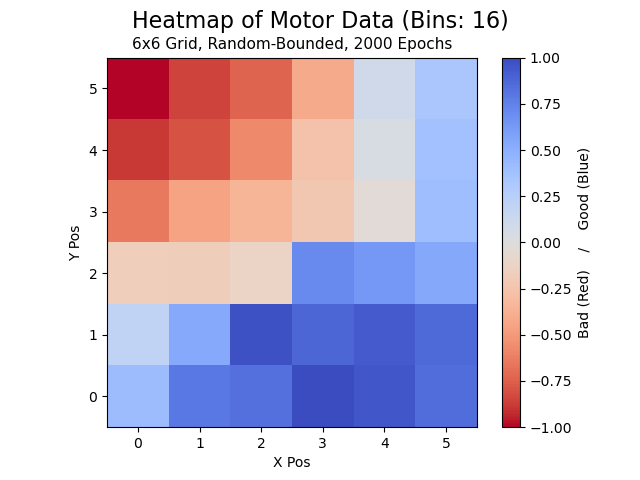 Heatmap of Motor Data (Bins: 16)
6x6 Grid, Random-Bounded, 2000 Epochs
5
4
3
2
1
0
Y Pos
0 1 2 3 4 5
X Pos
1.00
0.75
0.50
0.25
0.00
−0.25
−0.50
−0.75
−1.00
Bad (Red) / Good (Blue)